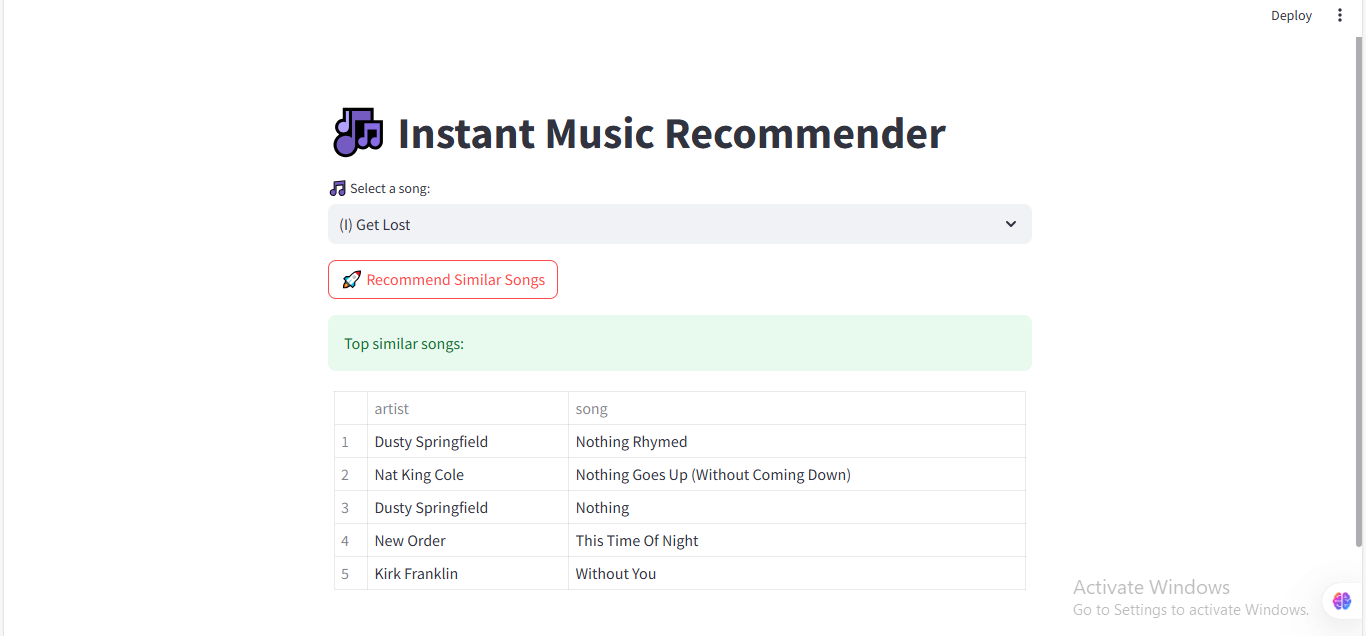 Deploy
Instant Music Recommender
Select a song:
(I) Get Lost
Recommend Similar Songs
Top similar songs:
artist song
1 Dusty Springfield Nothing Rhymed
2 Nat King Cole Nothing Goes Up (Without Coming Down)
3 Dusty Springfield Nothing
4 New Order This Time Of Night
5 Kirk Franklin Without You
Activate Windows
Go to Settings to activate Windows.